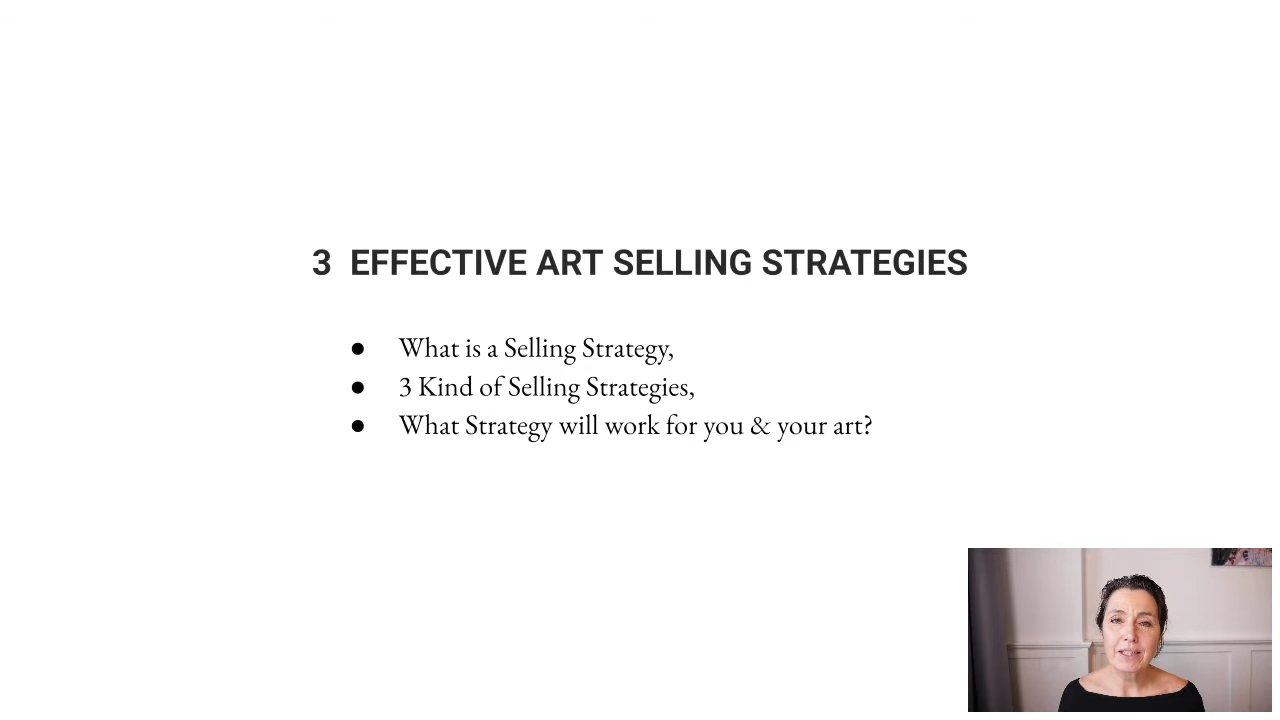 3 EFFECTIVE ART SELLING STRATEGIES
● What is a Selling Strategy,
● 3 Kind of Selling Strategies,
● What Strategy will work for you & your art?